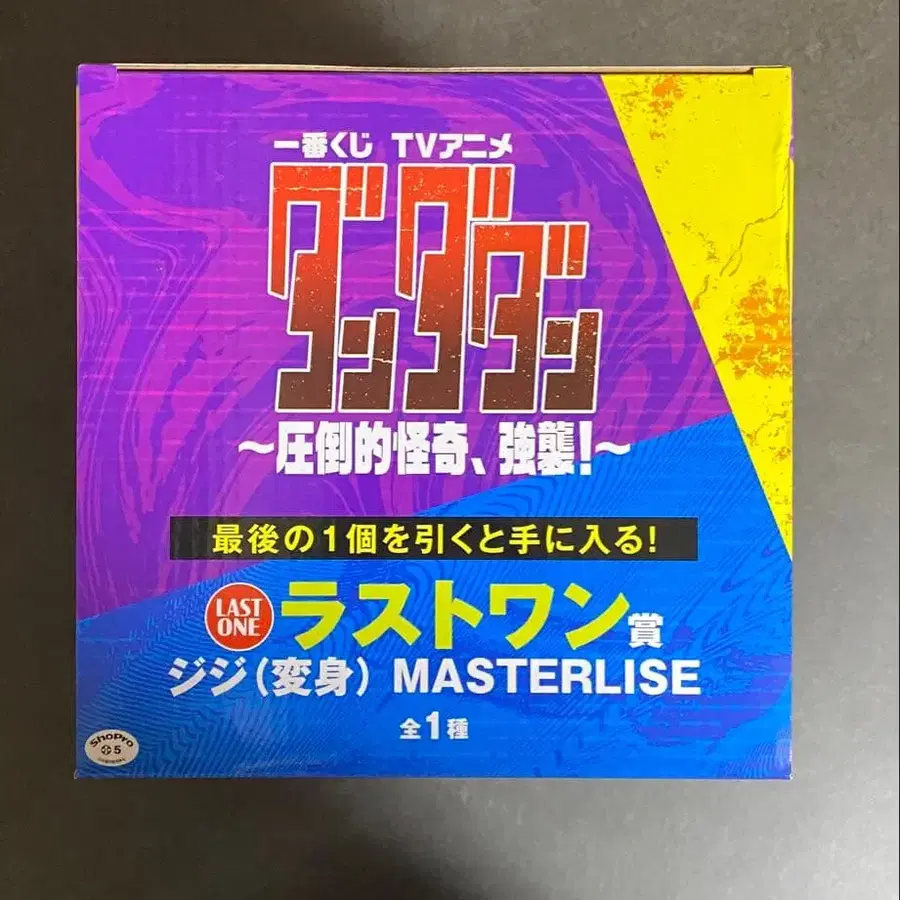 一番くじ TVアニメ
ダンダダン
～圧倒的怪奇、強襲!～
最後の1個を引くと手に入る!
LAST
ONE
ラストワン賞
ジジ(変身) MASTERLISE
全1種
ShoPro
5